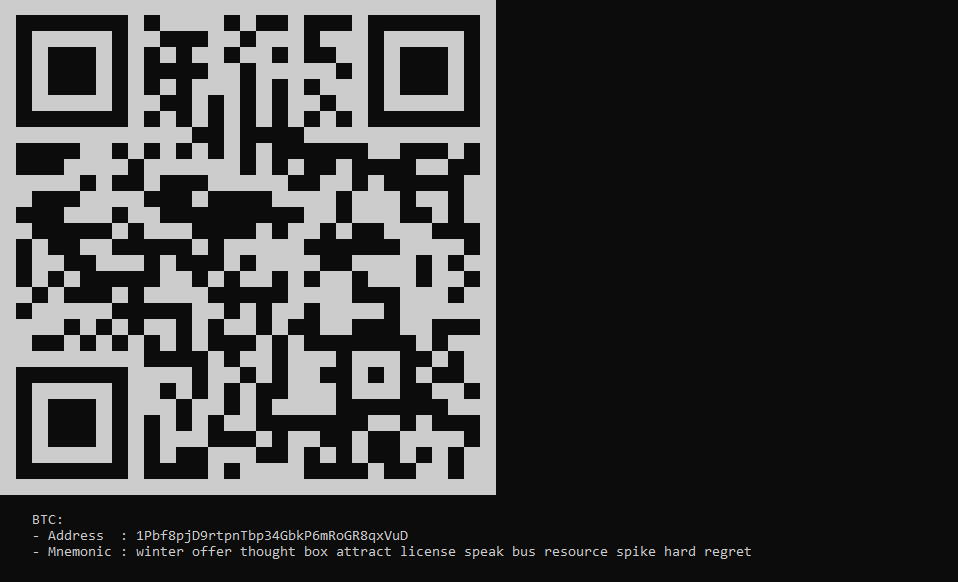 BTC:
- Address  : 1Pbf8pjD9rtpnTbp34GbkP6mRoGR8qxVuD
- Mnemonic : winter offer thought box attract license speak bus resource spike hard regret